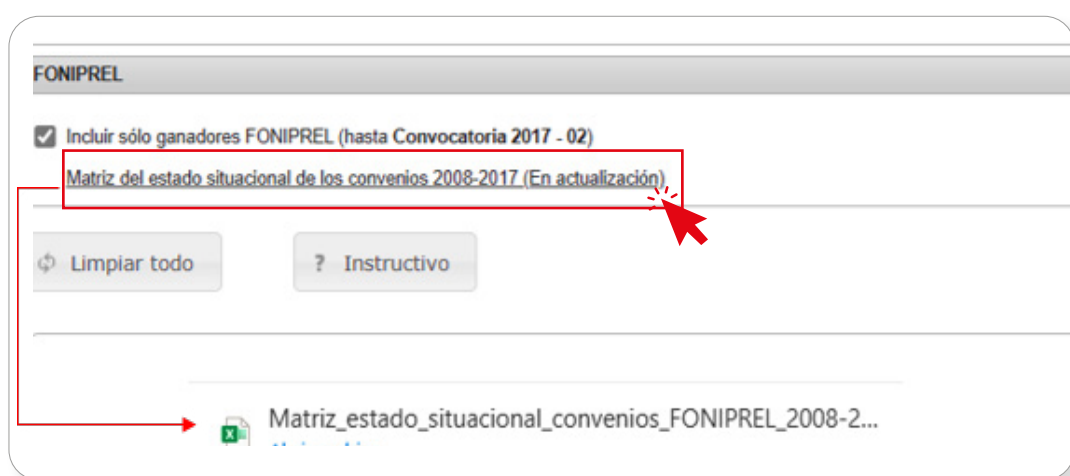 FONIPREL
Incluir sólo ganadores FONIPREL (hasta Convocatoria 2017 - 02)
Matriz del estado situacional de los convenios 2008-2017 (En actualización)
Limpiar todo
? Instructivo
Matriz_estado_situacional_convenios_FONIPREL_2008-2...